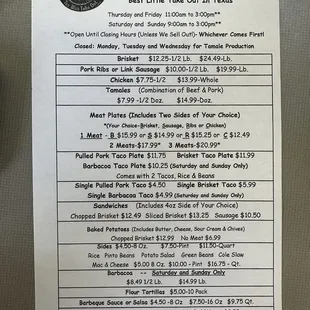 Best Little Take Out In Texas
Thursday and Friday 11:00am to 3:00pm**
Saturday and Sunday 9:00am to 3:00pm**
**Open Until Closing Hours (Unless We Sell Out!)- Whichever Comes First!
Closed: Monday, Tuesday and Wednesday for Tamale Production
Brisket $12.25-1/2 Lb. $24.49-Lb.
Pork Ribs or Link Sausage $10.00-1/2 Lb. $19.99-Lb.
Chicken $7.75-1/2 $13.99-Whole
Tamales (Combination of Beef & Pork)
$7.99 -1/2 Doz. $14.99-Doz.
Meat Plates (Includes Two Sides of Your Choice)
*(Your Choice-Brisket, Sausage, Ribs or Chicken)
1 Meat - B $15.99 or S $14.99 or R $15.25 or C $12.49
2 Meats-$17.99* 3 Meats-$20.99*
Pulled Pork Taco Plate $11.75 Brisket Taco Plate $11.99
Barbacoa Taco Plate $10.25 (Saturday and Sunday Only)
Comes with 2 Tacos, Rice & Beans
Single Pulled Pork Taco $4.50 Single Brisket Taco $5.99
Single Barbacoa Taco $4.99 (Saturday and Sunday Only)
Sandwiches (Includes 4oz Side of Your Choice)
Chopped Brisket $12.49 Sliced Brisket $13.25 Sausage $10.50
Baked Potatoes (Includes Butter, Cheese, Sour Cream & Chives)
Chopped Brisket $12.99 No Meat $6.99
Sides $4.50-8 Oz. $7.50-Pint $11.50-Quart
Rice Pinto Beans Potato Salad Green Beans Cole Slaw
Mac & Cheese $5.00 8 Oz. $10.00 - Pint $16.75 - Qt.
Barbacoa -- Saturday and Sunday Only
$8.49 1/2 Lb. $14.99 Lb.
Flour Tortillas $5.00-10 Pack
Barbeque Sauce or Salsa $4.50 -8 Oz $7.50-16 Oz $9.75 Qt.